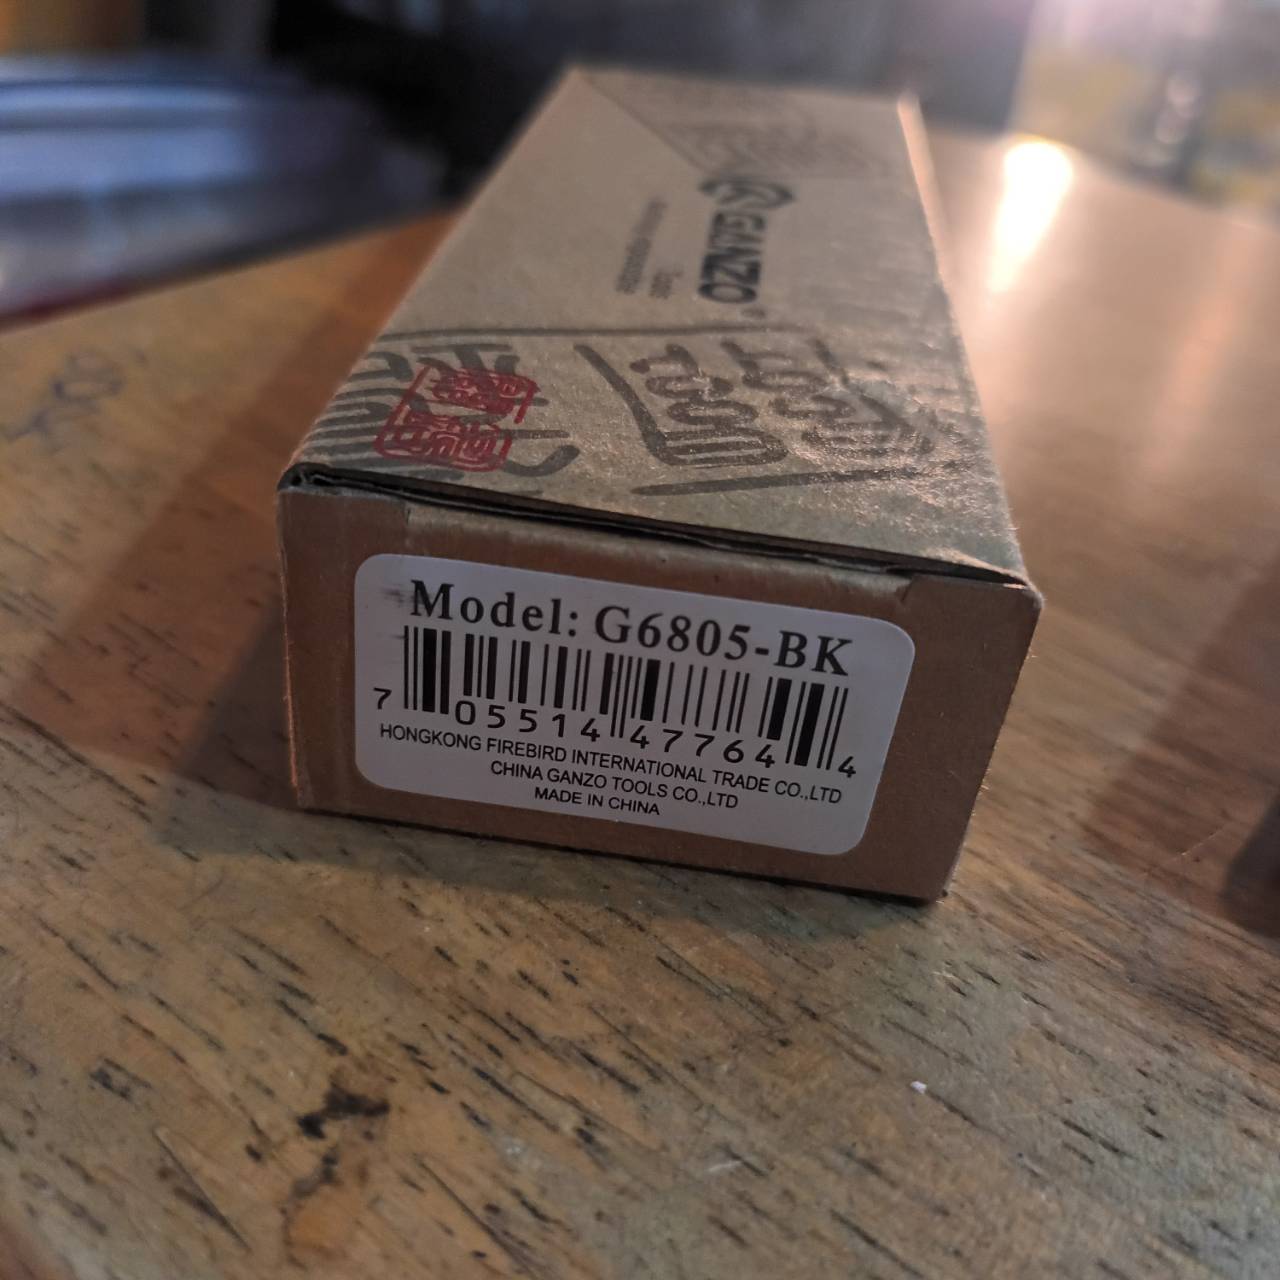 GANZO
Model: G6805-BK
7 05514 47764 4
HONGKONG FIREBIRD INTERNATIONAL TRADE CO.,LTD
CHINA GANZO TOOLS CO.,LTD
MADE IN CHINA